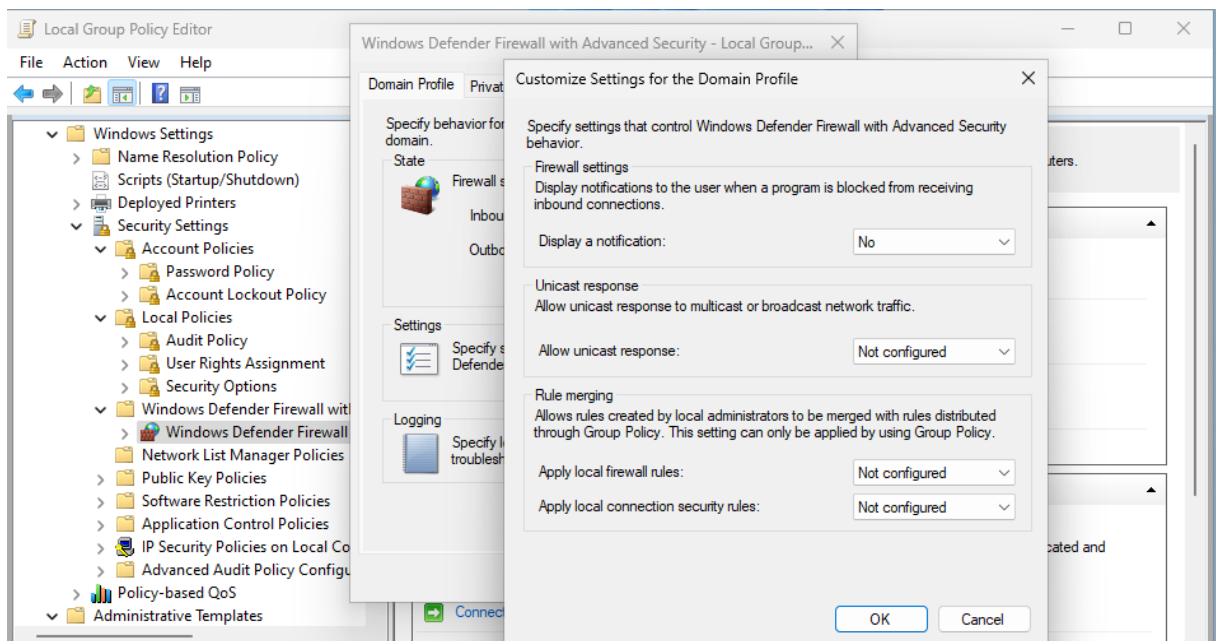 Local Group Policy Editor
File Action View Help
Windows Settings
Name Resolution Policy
Scripts (Startup/Shutdown)
Deployed Printers
Security Settings
Account Policies
Password Policy
Account Lockout Policy
Local Policies
Audit Policy
User Rights Assignment
Security Options
Windows Defender Firewall wit
Windows Defender Firewall
Network List Manager Policies
Public Key Policies
Software Restriction Policies
Application Control Policies
IP Security Policies on Local Co
Advanced Audit Policy Configu
Policy-based QoS
Administrative Templates
Windows Defender Firewall with Advanced Security - Local Group...
Domain Profile Privat
Specify behavior for
domain.
State
Firewall s
Inbou
Outbo
Settings
Specify s
Defende
Logging
Specify l
troublesh
Customize Settings for the Domain Profile
Specify settings that control Windows Defender Firewall with Advanced Security
behavior.
Firewall settings
Display notifications to the user when a program is blocked from receiving
inbound connections.
Display a notification: No
Unicast response
Allow unicast response to multicast or broadcast network traffic.
Allow unicast response: Not configured
Rule merging
Allows rules created by local administrators to be merged with rules distributed
through Group Policy. This setting can only be applied by using Group Policy.
Apply local firewall rules: Not configured
Apply local connection security rules: Not configured
OK Cancel
uters.
cated and
Connec